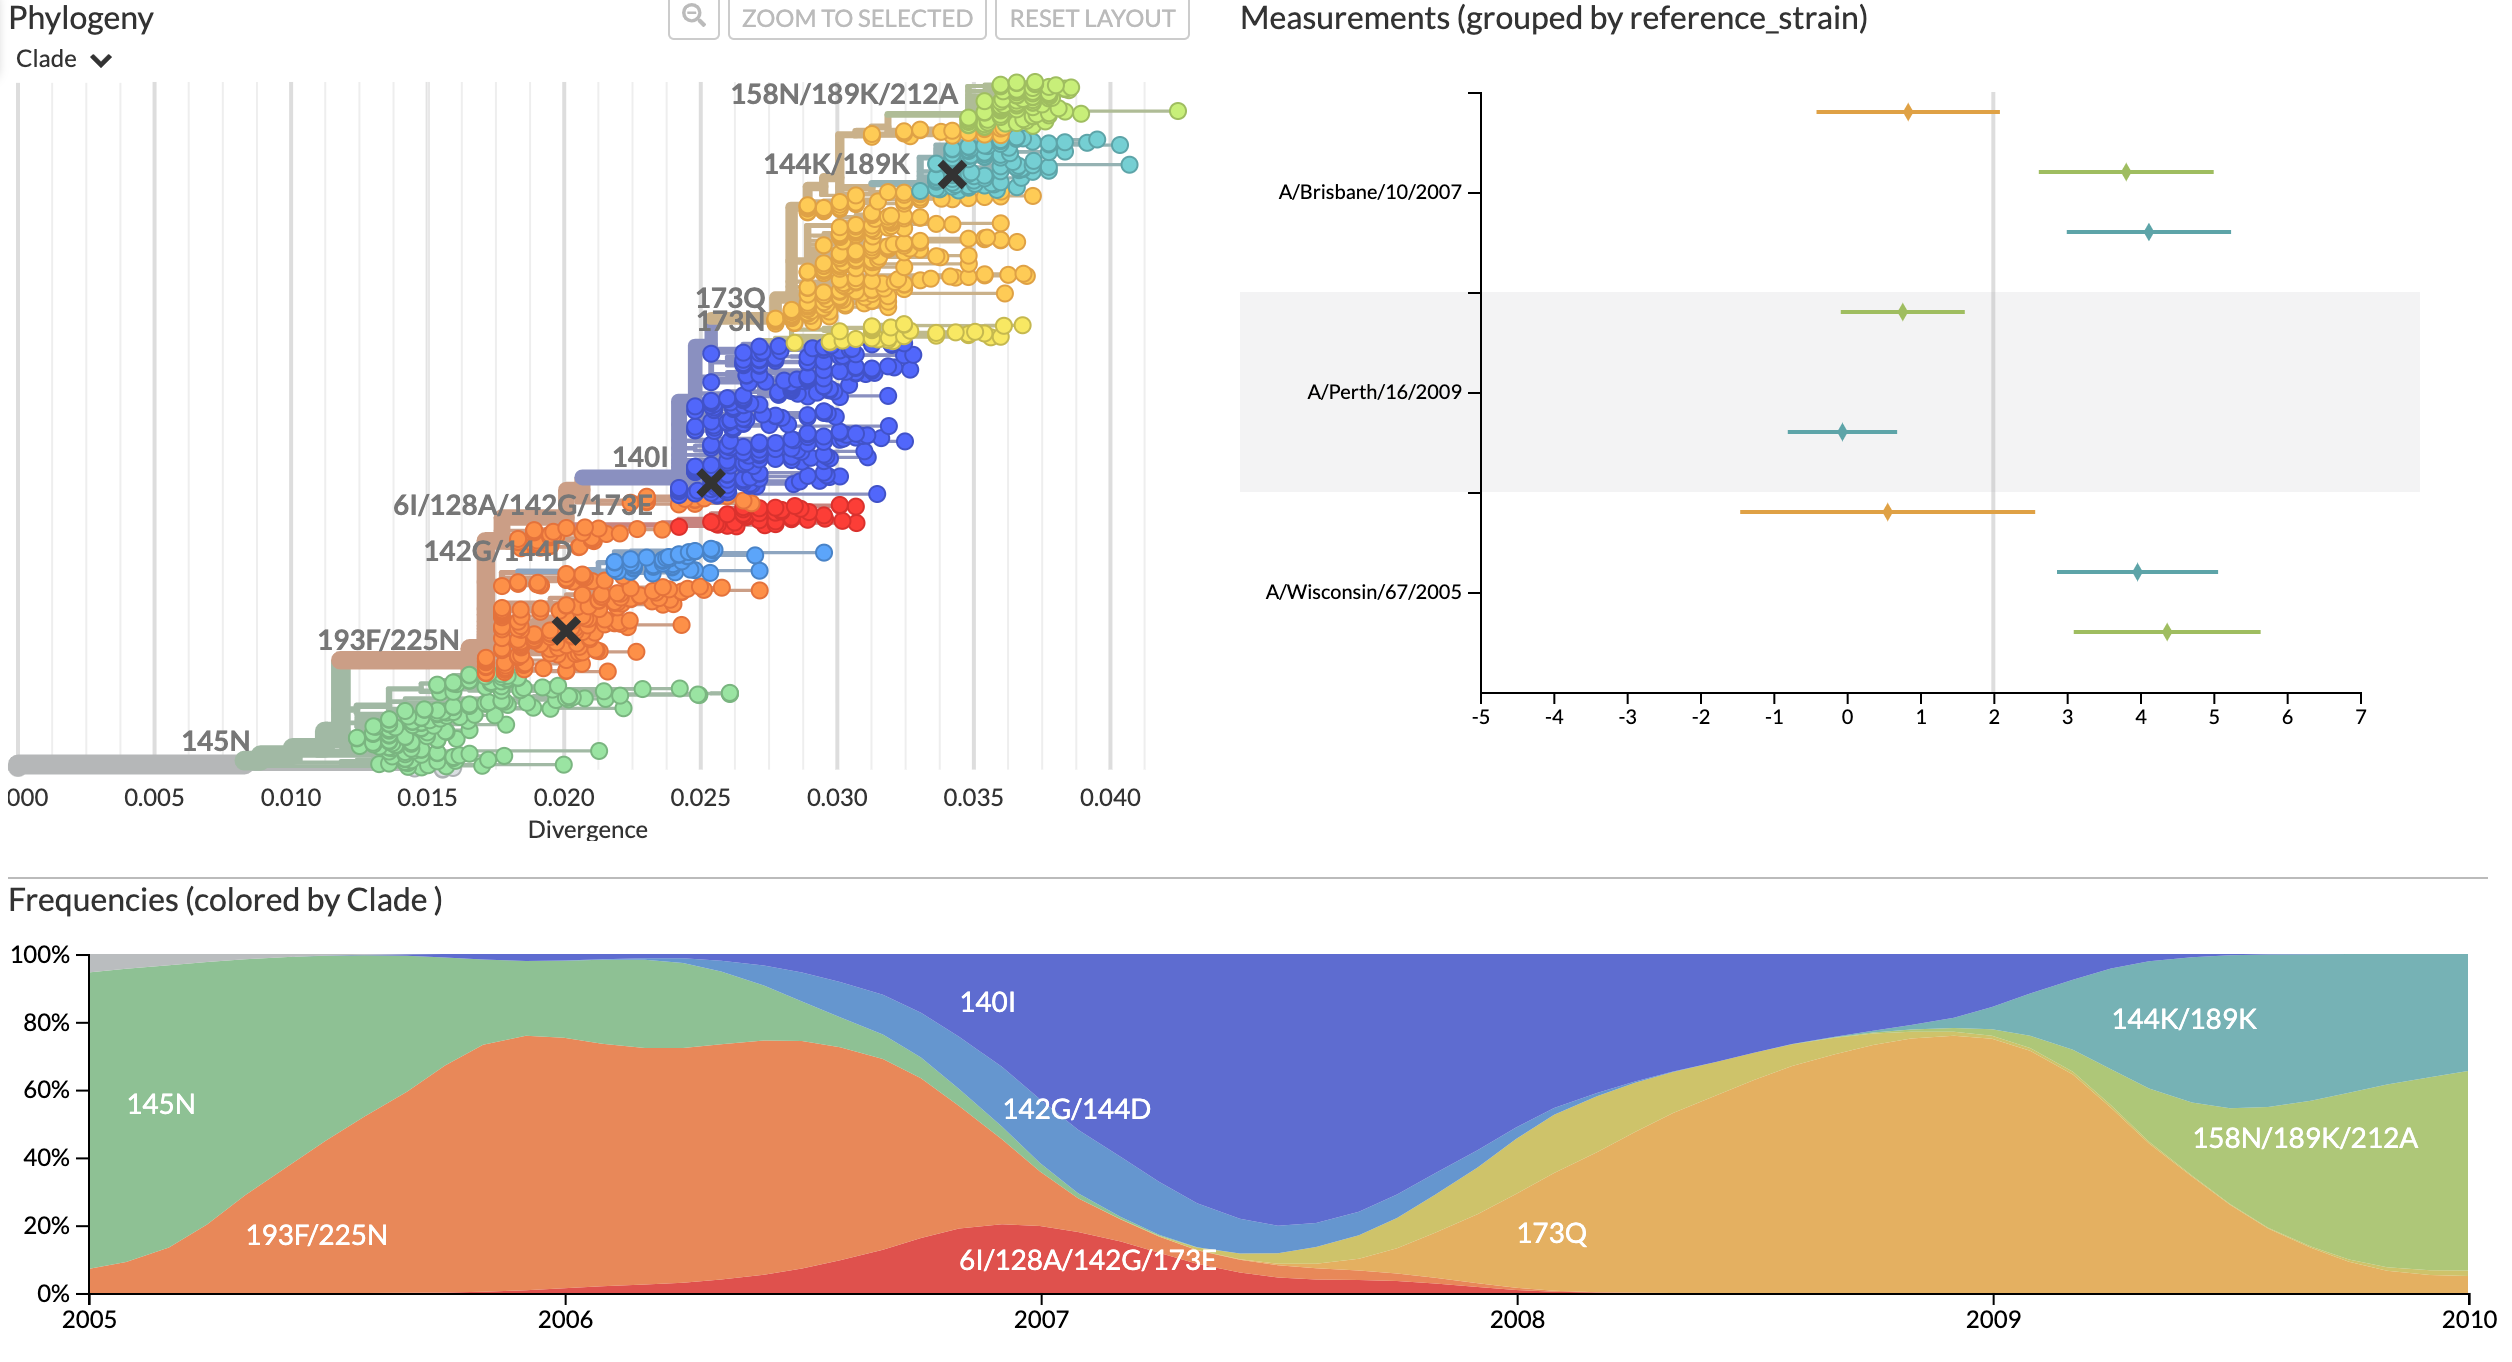 Phylogeny
ZOOM TO SELECTED
RESET LAYOUT
Clade
158N/189K/212A
144K/189K
173Q
173N
140I
6I/128A/142G/173E
142G/144D
193F/225N
145N
000 0.005 0.010 0.015 0.020 0.025 0.030 0.035 0.040
Divergence
Measurements (grouped by reference_strain)
A/Brisbane/10/2007
A/Perth/16/2009
A/Wisconsin/67/2005
-5 -4 -3 -2 -1 0 1 2 3 4 5 6 7
Frequencies (colored by Clade )
100%
80%
60%
40%
20%
0%
140I
144K/189K
145N
142G/144D
158N/189K/212A
193F/225N
173Q
6I/128A/142G/173E
2005 2006 2007 2008 2009 2010